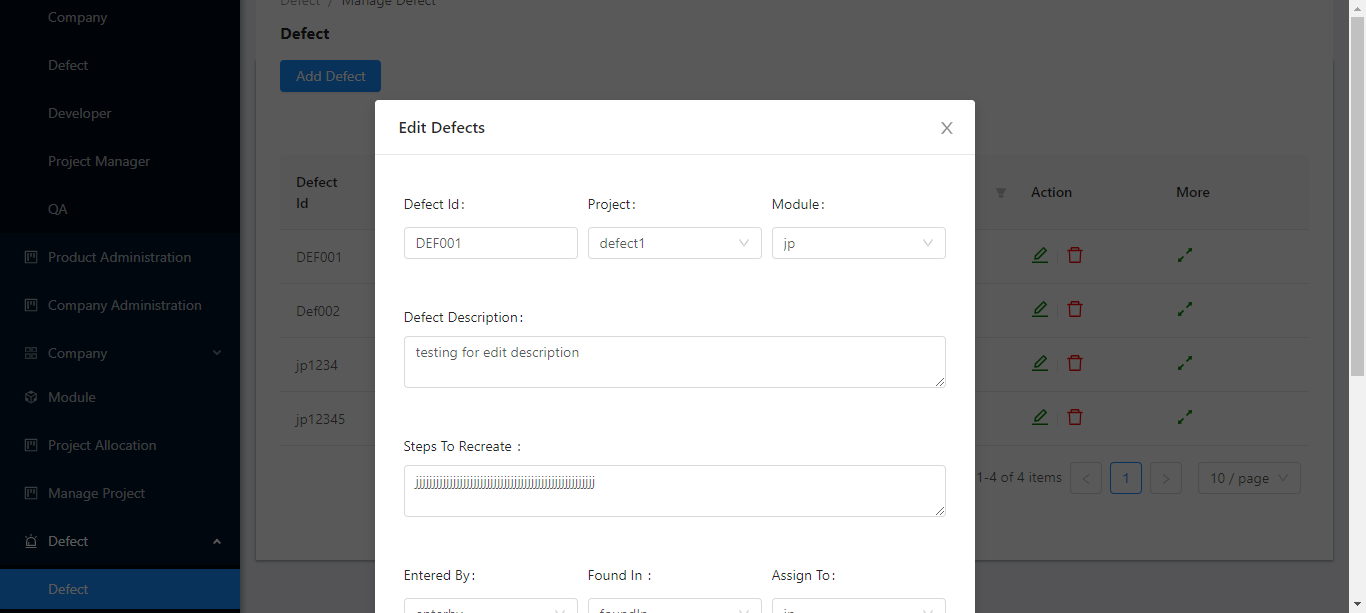 Company
Defect
Developer
Project Manager
QA
Product Administration
Company Administration
Company
Module
Project Allocation
Manage Project
Defect
Defect
Defect / Manage Defect
Defect
Add Defect
Defect Id
Action
More
DEF001
Def002
jp1234
jp12345
1-4 of 4 items
1
10 / page
Edit Defects
Defect Id:
Project:
Module:
DEF001
defect1
jp
Defect Description:
testing for edit description
Steps To Recreate :
Entered By:
Found In :
Assign To:
enterby
foundIn
jp